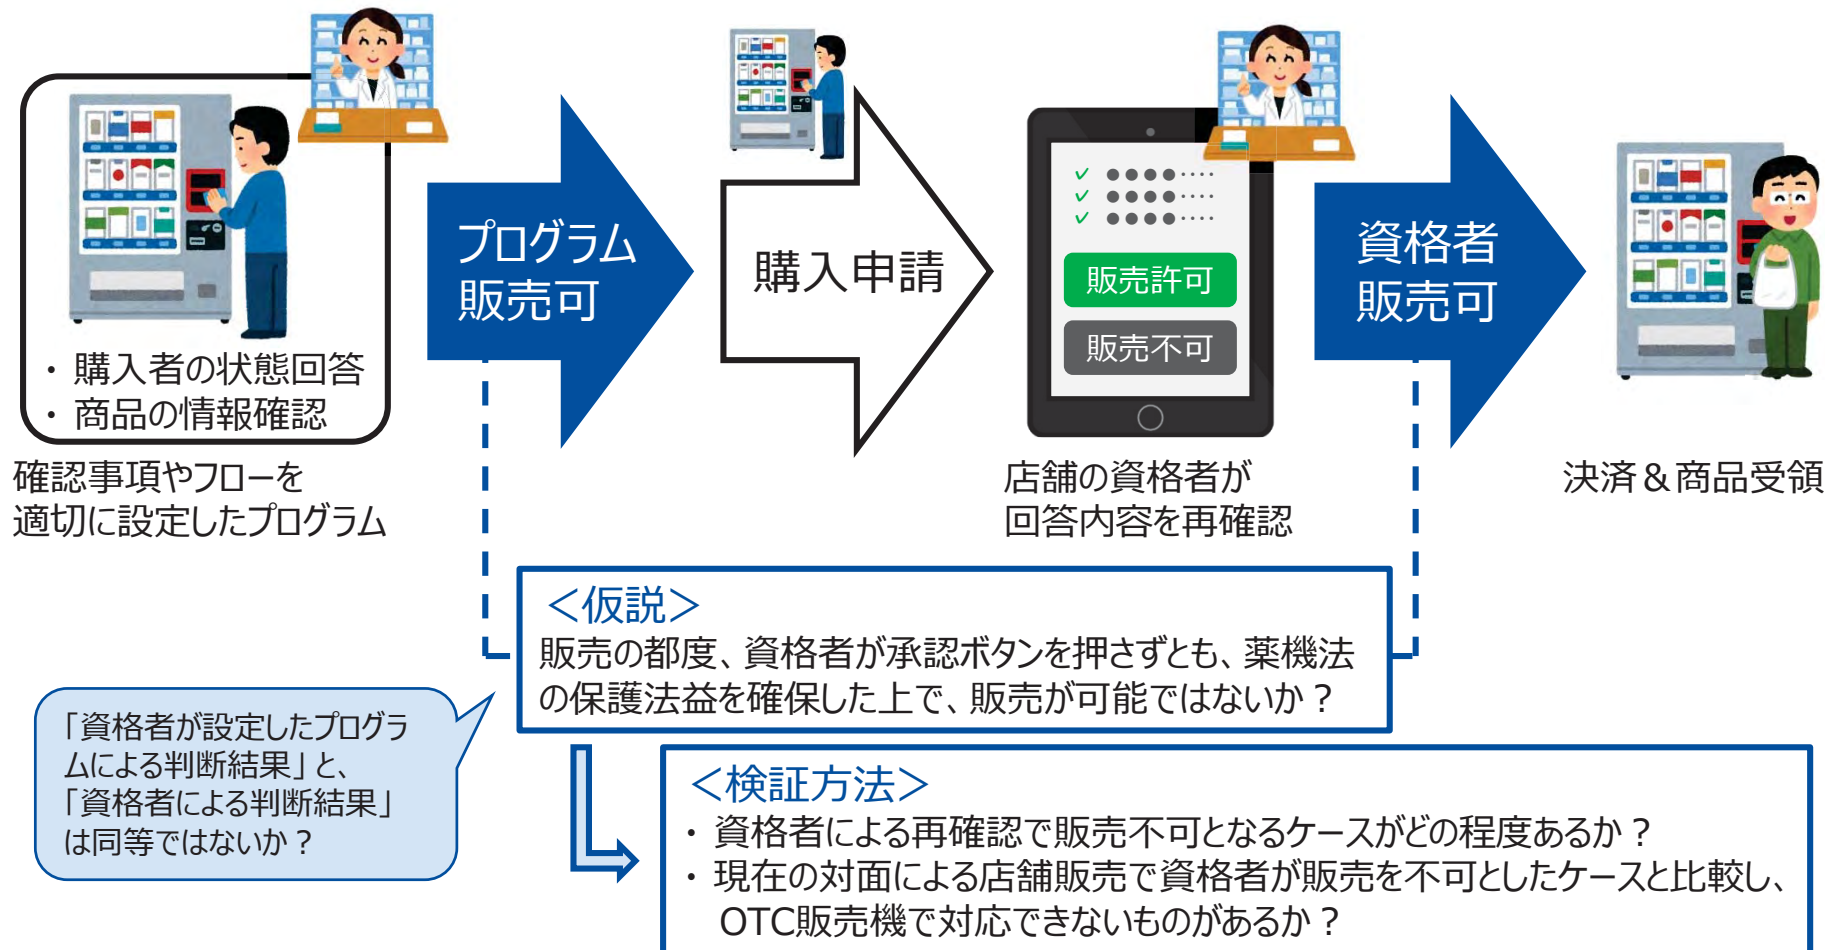 ・ 購入者の状態回答
・ 商品の情報確認
確認事項やフローを
適切に設定したプログラム
プログラム
販売可
購入申請
販売許可
販売不可
店舗の資格者が
回答内容を再確認
資格者
販売可
決済＆商品受領
＜仮説＞
販売の都度、資格者が承認ボタンを押さずとも、薬機法
の保護法益を確保した上で、販売が可能ではないか？
「資格者が設定したプログラ
ムによる判断結果」と、
「資格者による判断結果」
は同等ではないか？
＜検証方法＞
・ 資格者による再確認で販売不可となるケースがどの程度あるか？
・ 現在の対面による店舗販売で資格者が販売を不可としたケースと比較し、
OTC販売機で対応できないものがあるか？